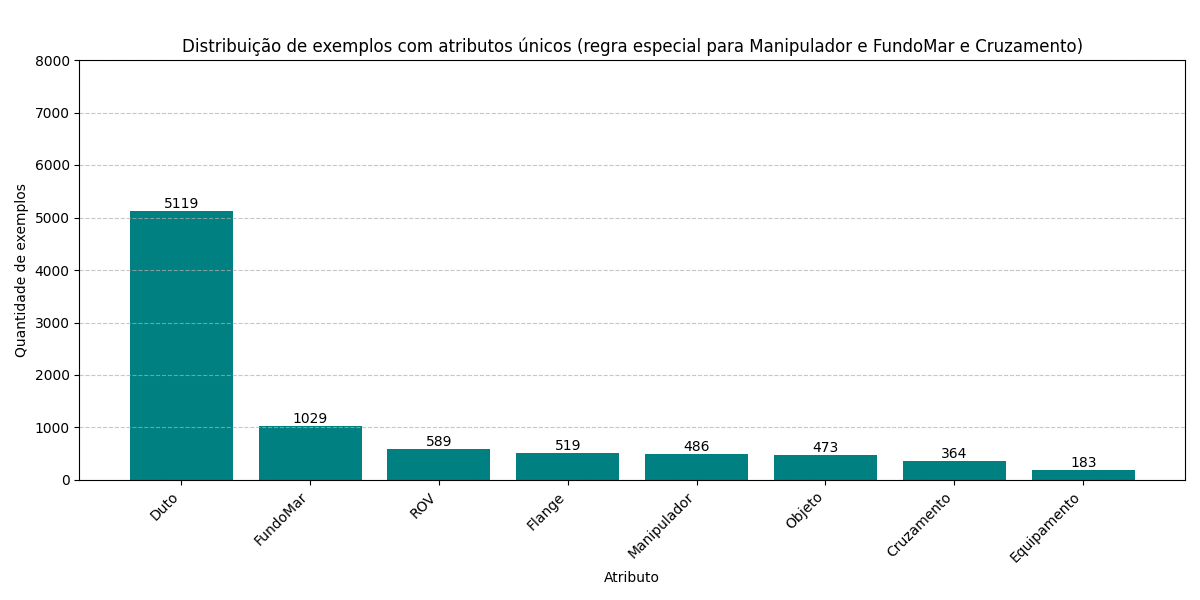 Distribuição de exemplos com atributos únicos (regra especial para Manipulador e FundoMar e Cruzamento)
8000
7000
6000
5000
4000
3000
2000
1000
0
Quantidade de exemplos
5119
1029
589
519
486
473
364
183
Duto
FundoMar
ROV
Flange
Manipulador
Objeto
Cruzamento
Equipamento
Atributo